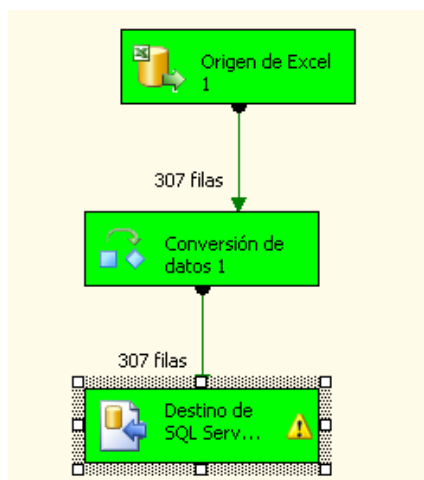 Origen de Excel
1
307 filas
Conversión de
datos 1
307 filas
Destino de
SQL Serv...